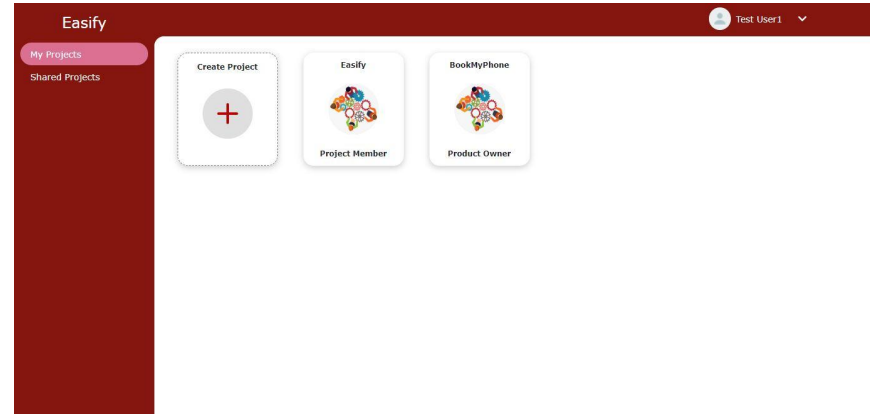 Easify
Test User1
My Projects
Shared Projects
Create Project
Easify
Project Member
BookMyPhone
Product Owner